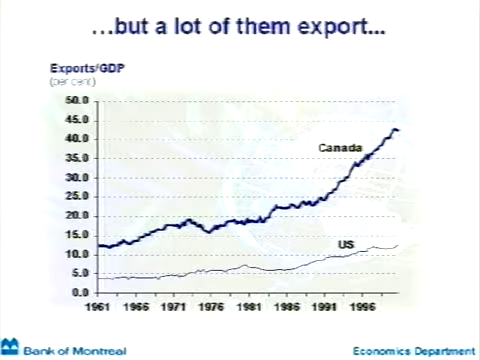 ...but a lot of them export...
Exports/GDP
(per cent)
50.0
45.0
40.0
35.0
30.0
25.0
20.0
15.0
10.0
5.0
0.0
Canada
US
1961 1966 1971 1976 1981 1986 1991 1996
Bank of Montreal
Economics Department